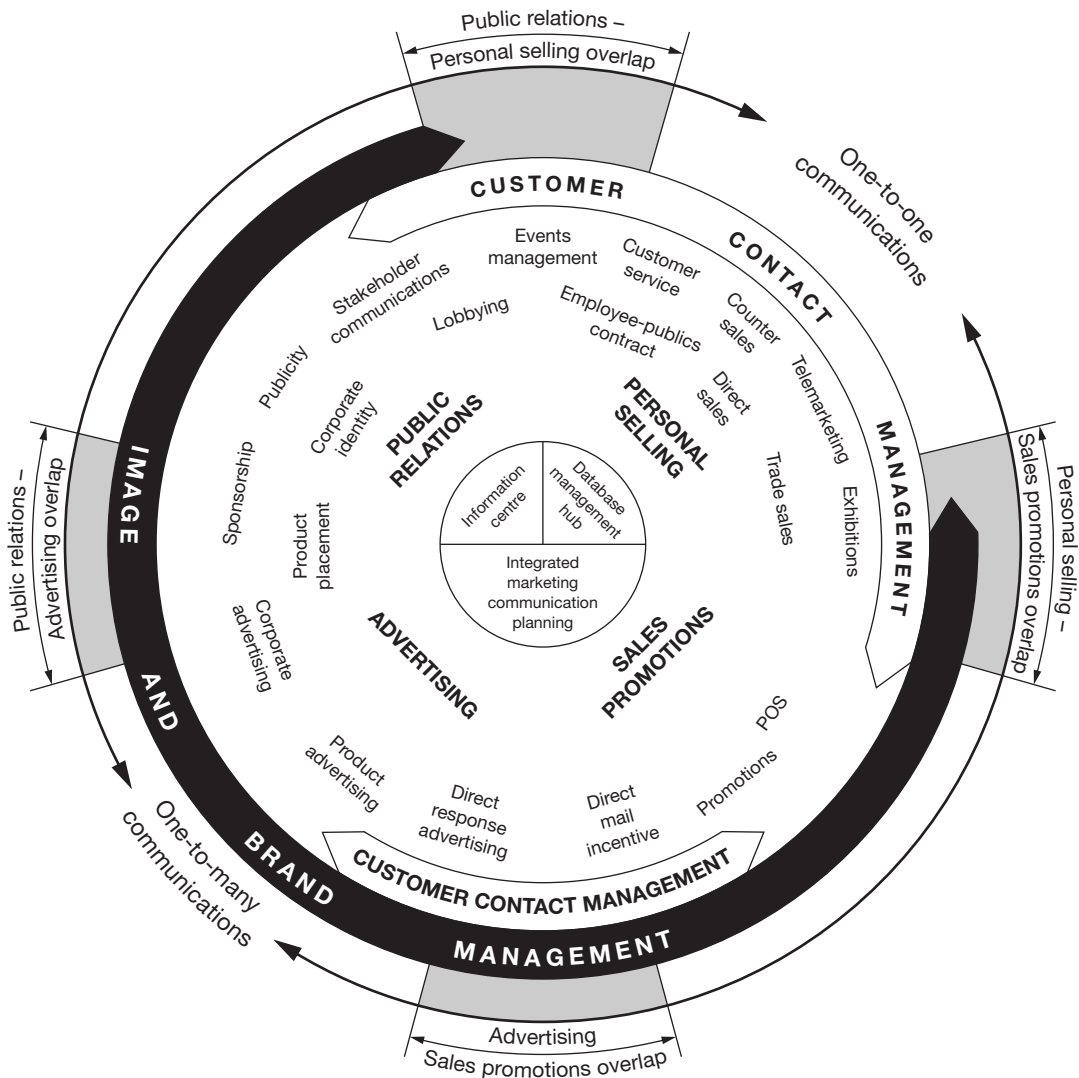 Public relations –
Personal selling overlap
One-to-one
communications
CUSTOMER
CONTACT
MANAGEMENT
Events
management
Customer
service
Stakeholder
communications
Lobbying
Employee-publics
contract
Counter
sales
Publicity
Corporate
identity
PUBLIC
RELATIONS
PERSONAL
SELLING
Direct
sales
Telemarketing
Sponsorship
Product
placement
Information
centre
Database
management
hub
Integrated
marketing
communication
planning
Trade sales
Exhibitions
Public relations –
Advertising overlap
Personal selling –
Sales promotions overlap
IMAGE
AND
BRAND
MANAGEMENT
Corporate
advertising
ADVERTISING
SALES
PROMOTIONS
Product
advertising
Direct
response
advertising
Direct
mail
incentive
Promotions
POS
CUSTOMER CONTACT MANAGEMENT
One-to-many
communications
Advertising
Sales promotions overlap